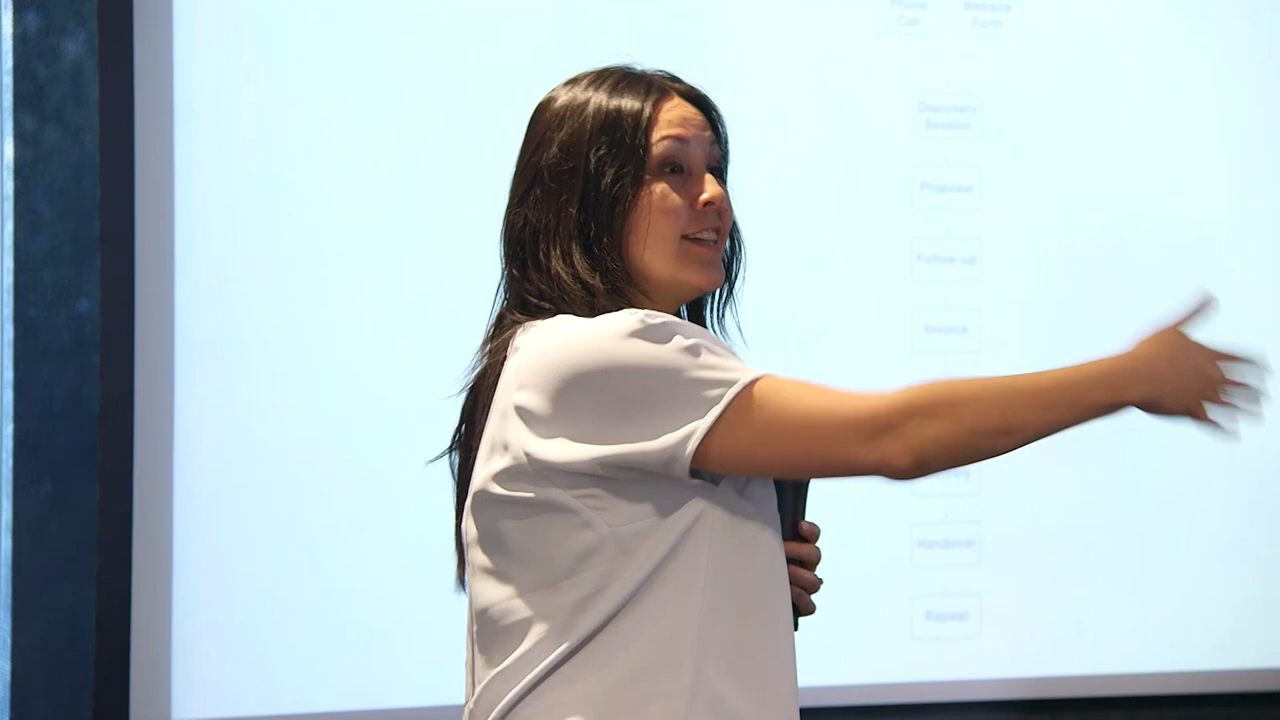 Phone
Call
Website
Form
Discovery
Session
Proposal
Follow-up
Invoice
Handover
Repeat